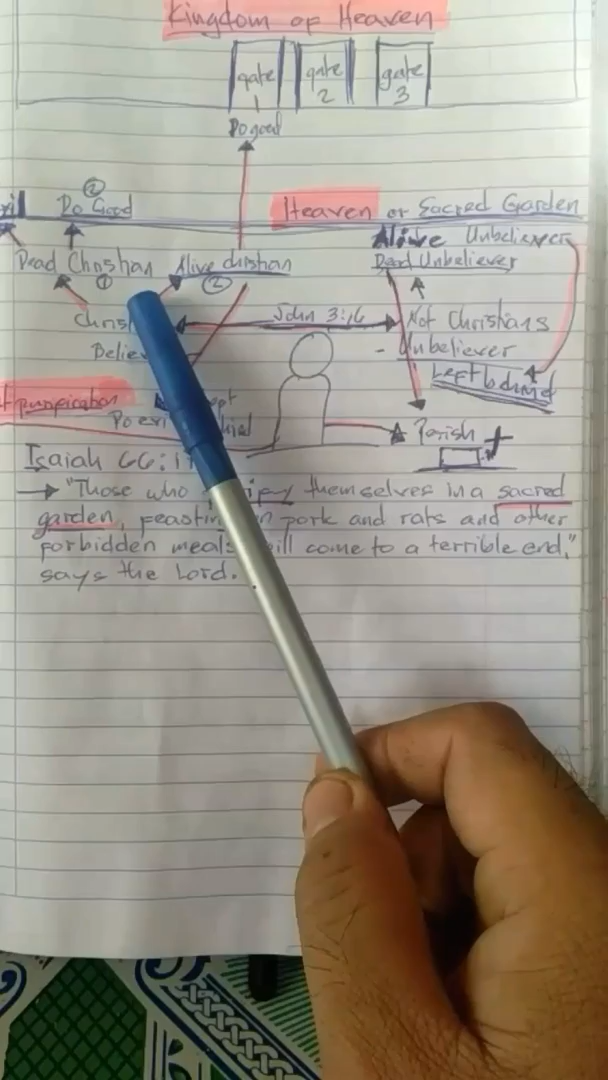 Kingdom of Heaven
gate 1
gate 2
gate 3
Do good
②
Do Good
Heaven or Sacred Garden
Alive Unbeliever
Dead Christian
①
Alive christian
②
Dead Unbeliever
John 3:16
Not Christians
- Unbeliever
Left behind
purification
Perish
Isaiah 66:17
"Those who themselves in a sacred
garden, feasting on pork and rats and other
forbidden meals will come to a terrible end,"
says the Lord.